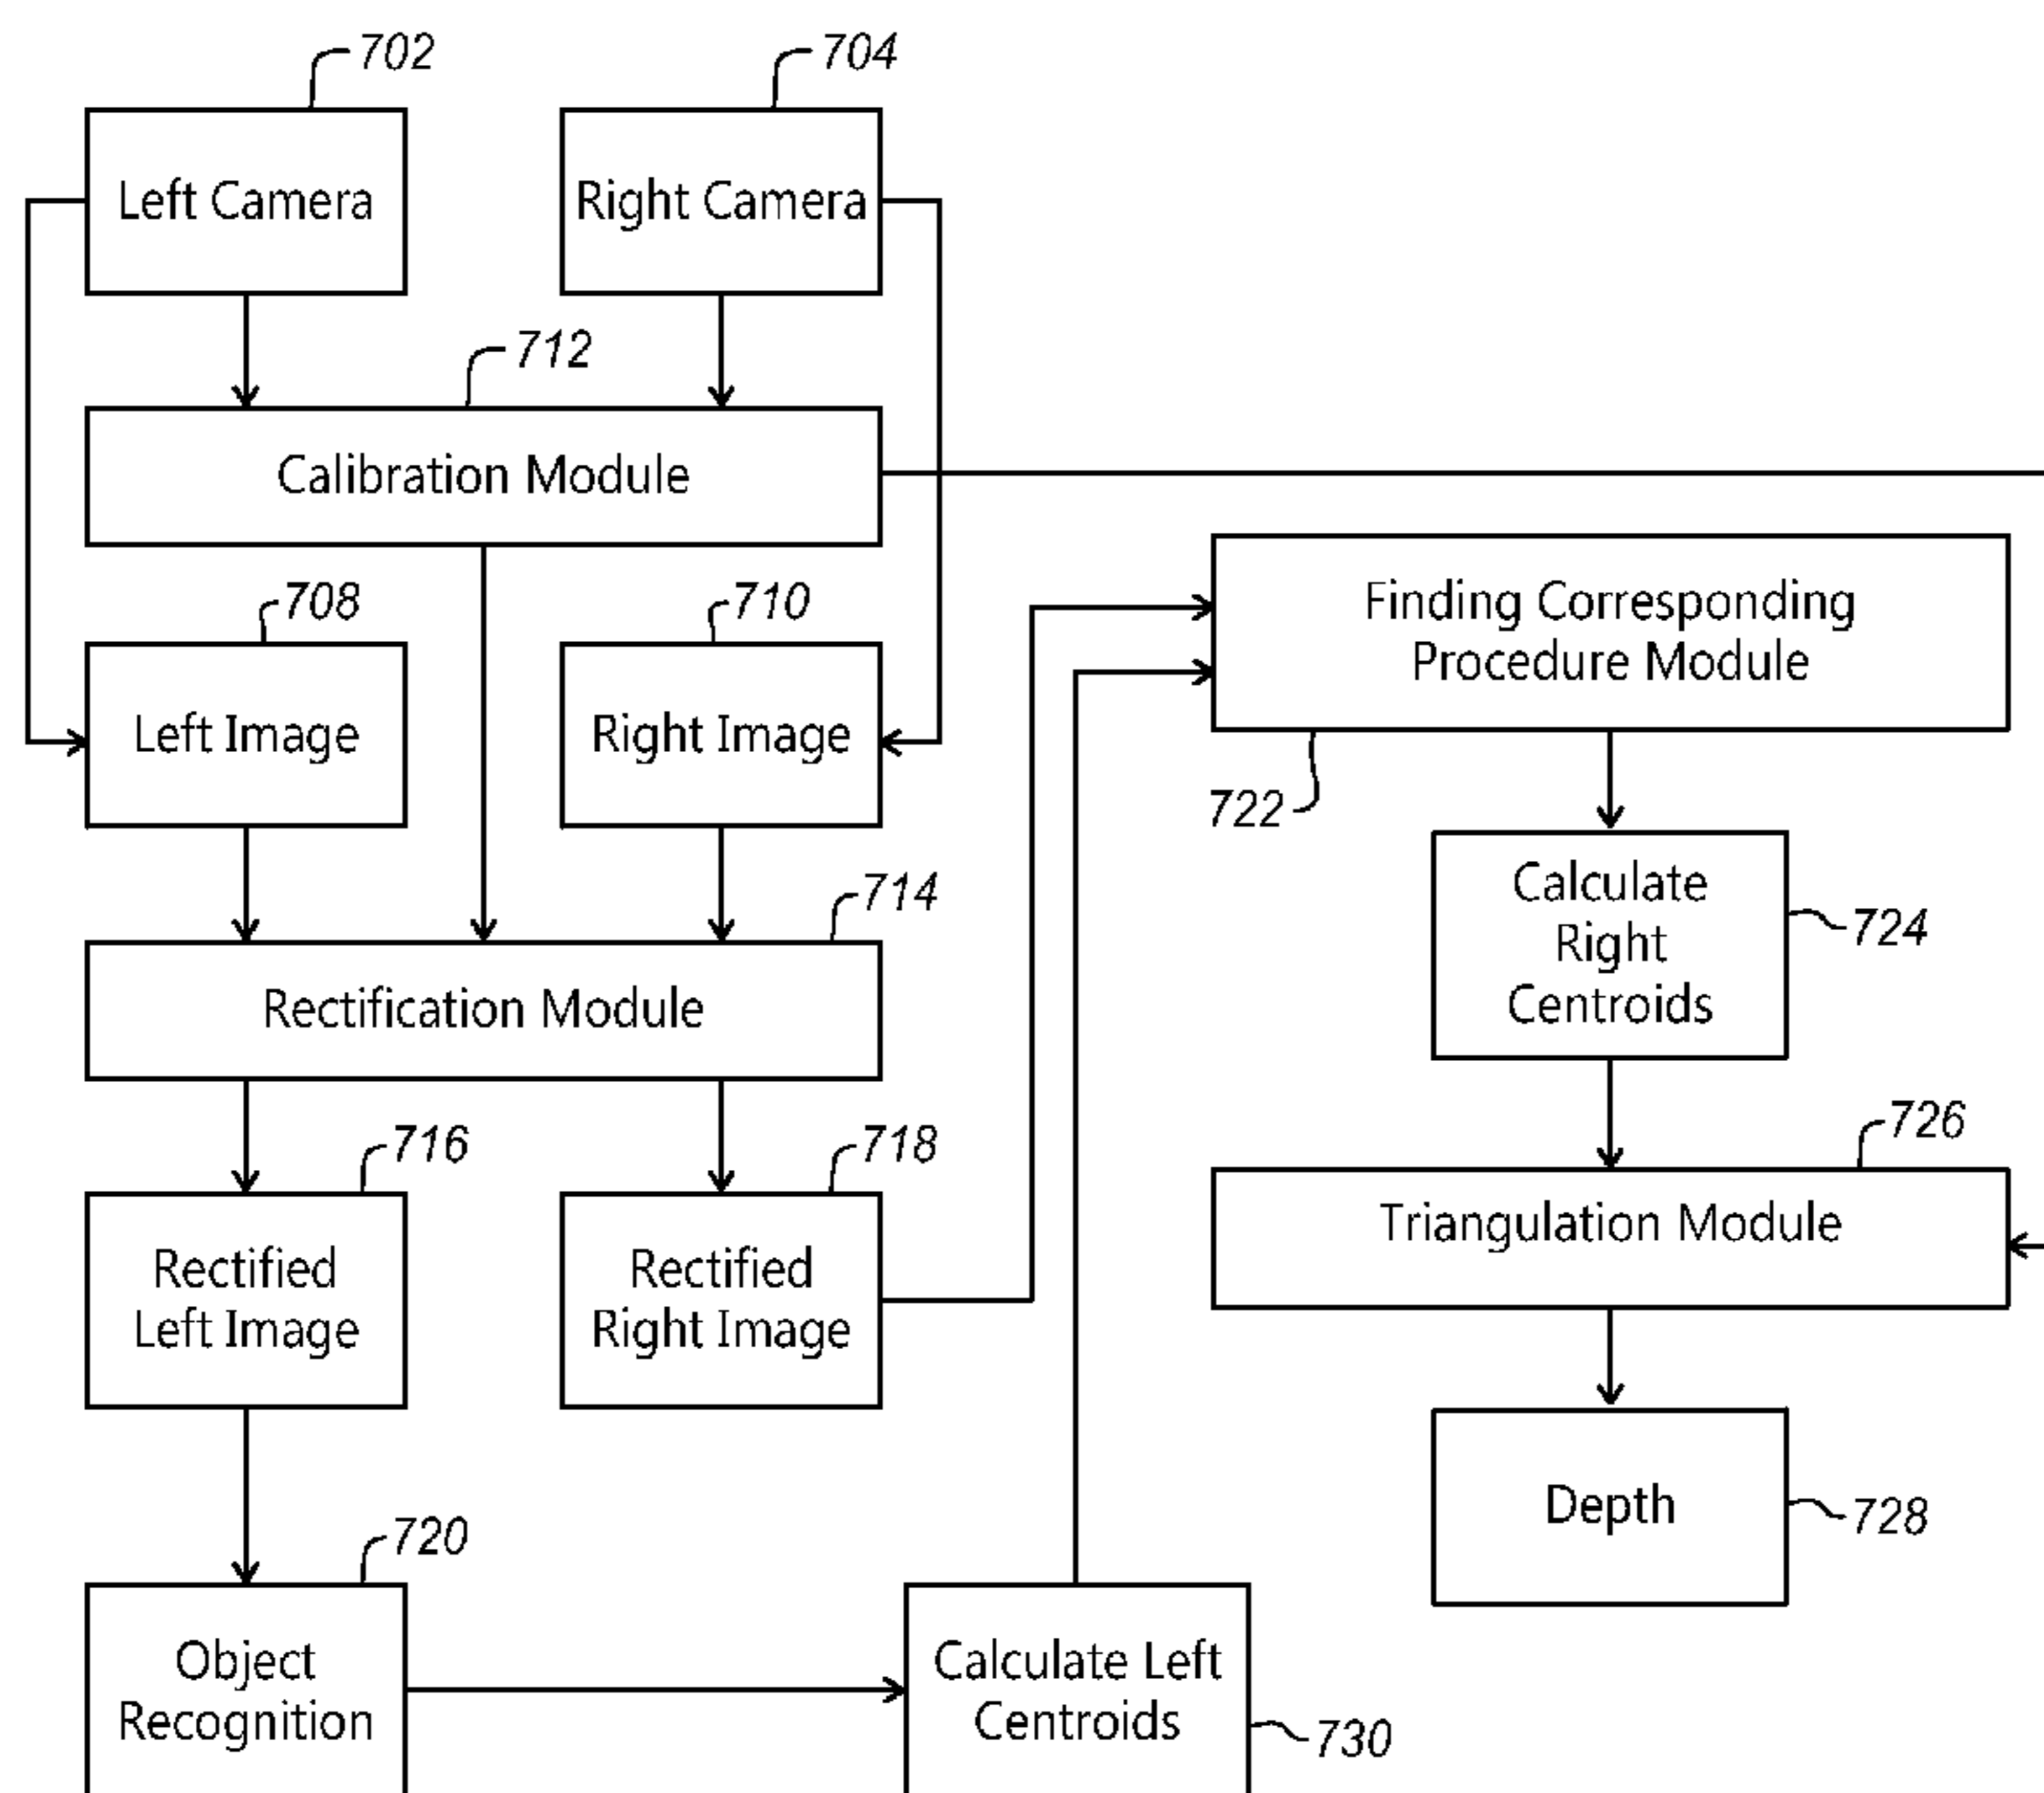 702
704
Left Camera
Right Camera
712
Calibration Module
708
710
Left Image
Right Image
Finding Corresponding
Procedure Module
722
Calculate
Right
Centroids
724
714
Rectification Module
716
718
Rectified
Left Image
Rectified
Right Image
726
Triangulation Module
Depth
728
720
Object
Recognition
Calculate Left
Centroids
730